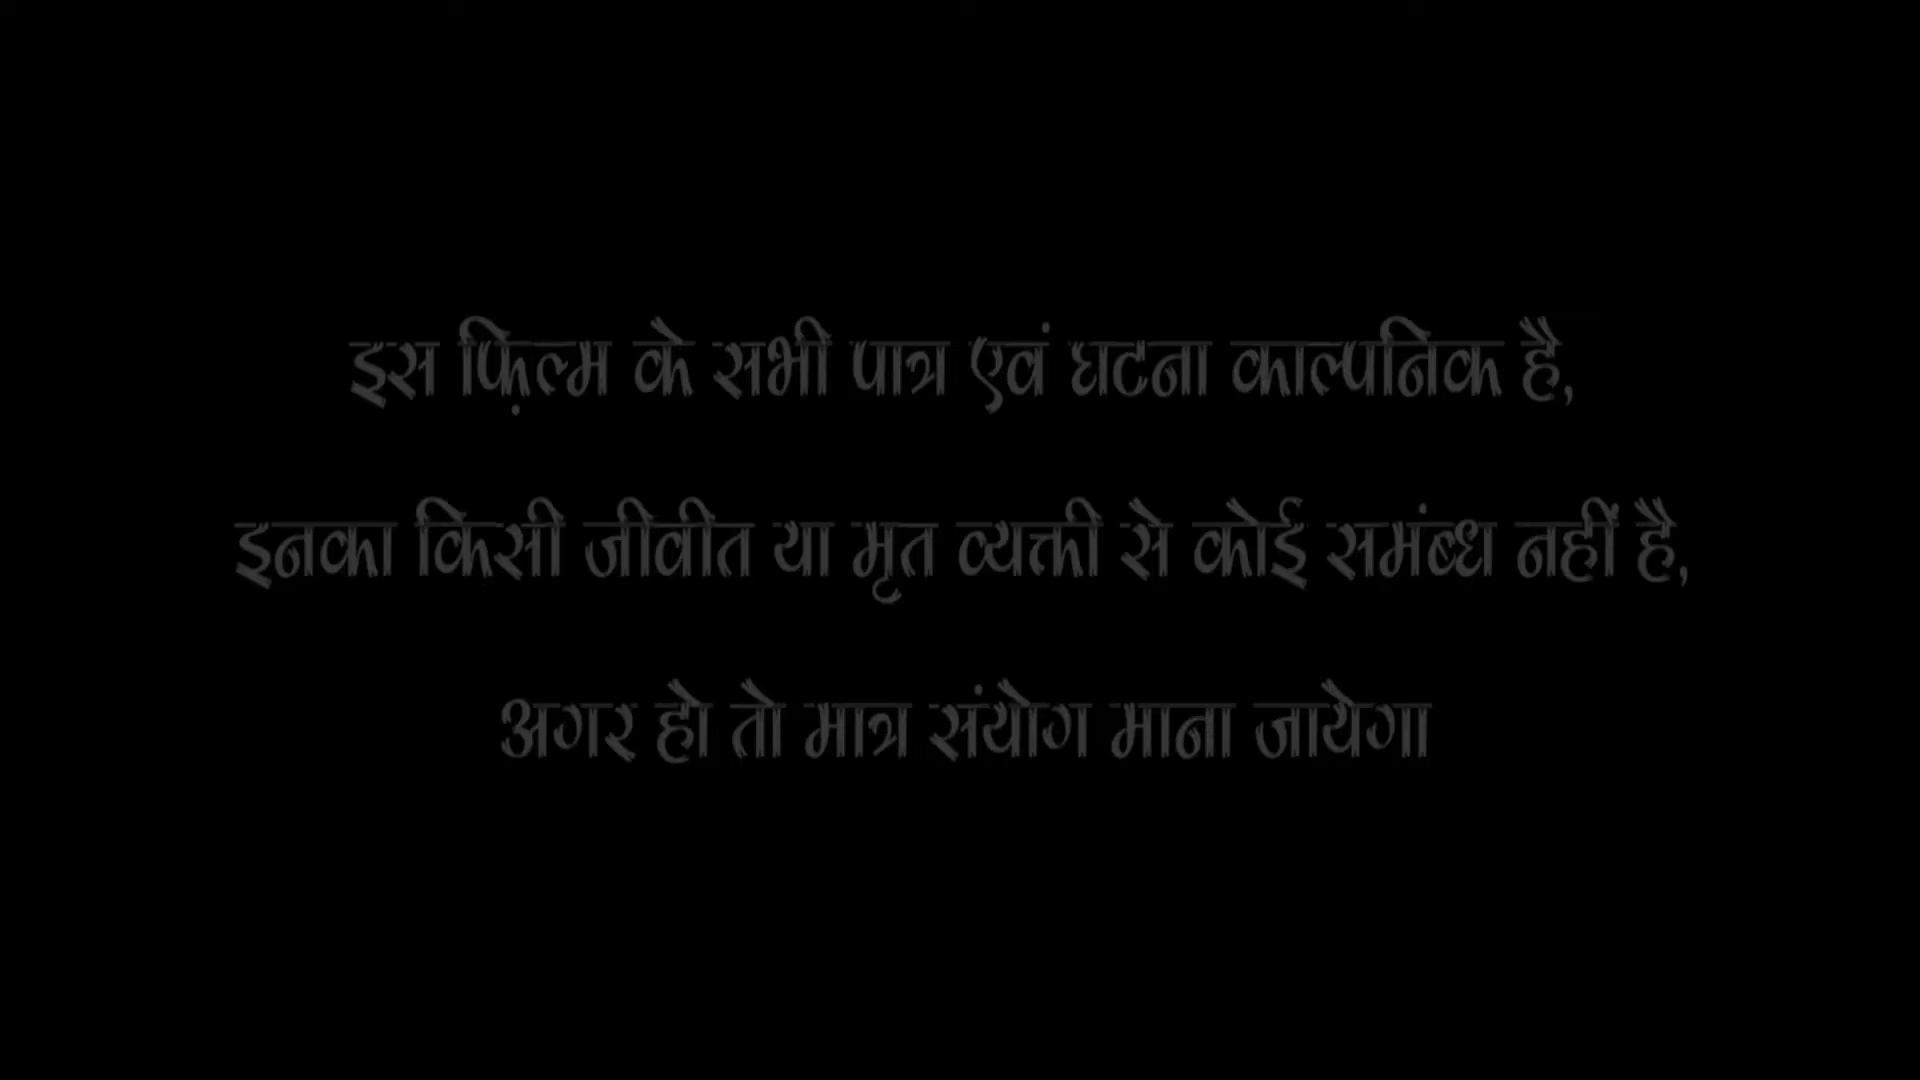 इस फ़िल्म के सभी पात्र एवं घटना काल्पनिक है,
इनका किसी जीवीत या मृत व्यक्ती से कोई समंब्ध नहीं है,
अगर हो तो मात्र संयोग माना जायेगा